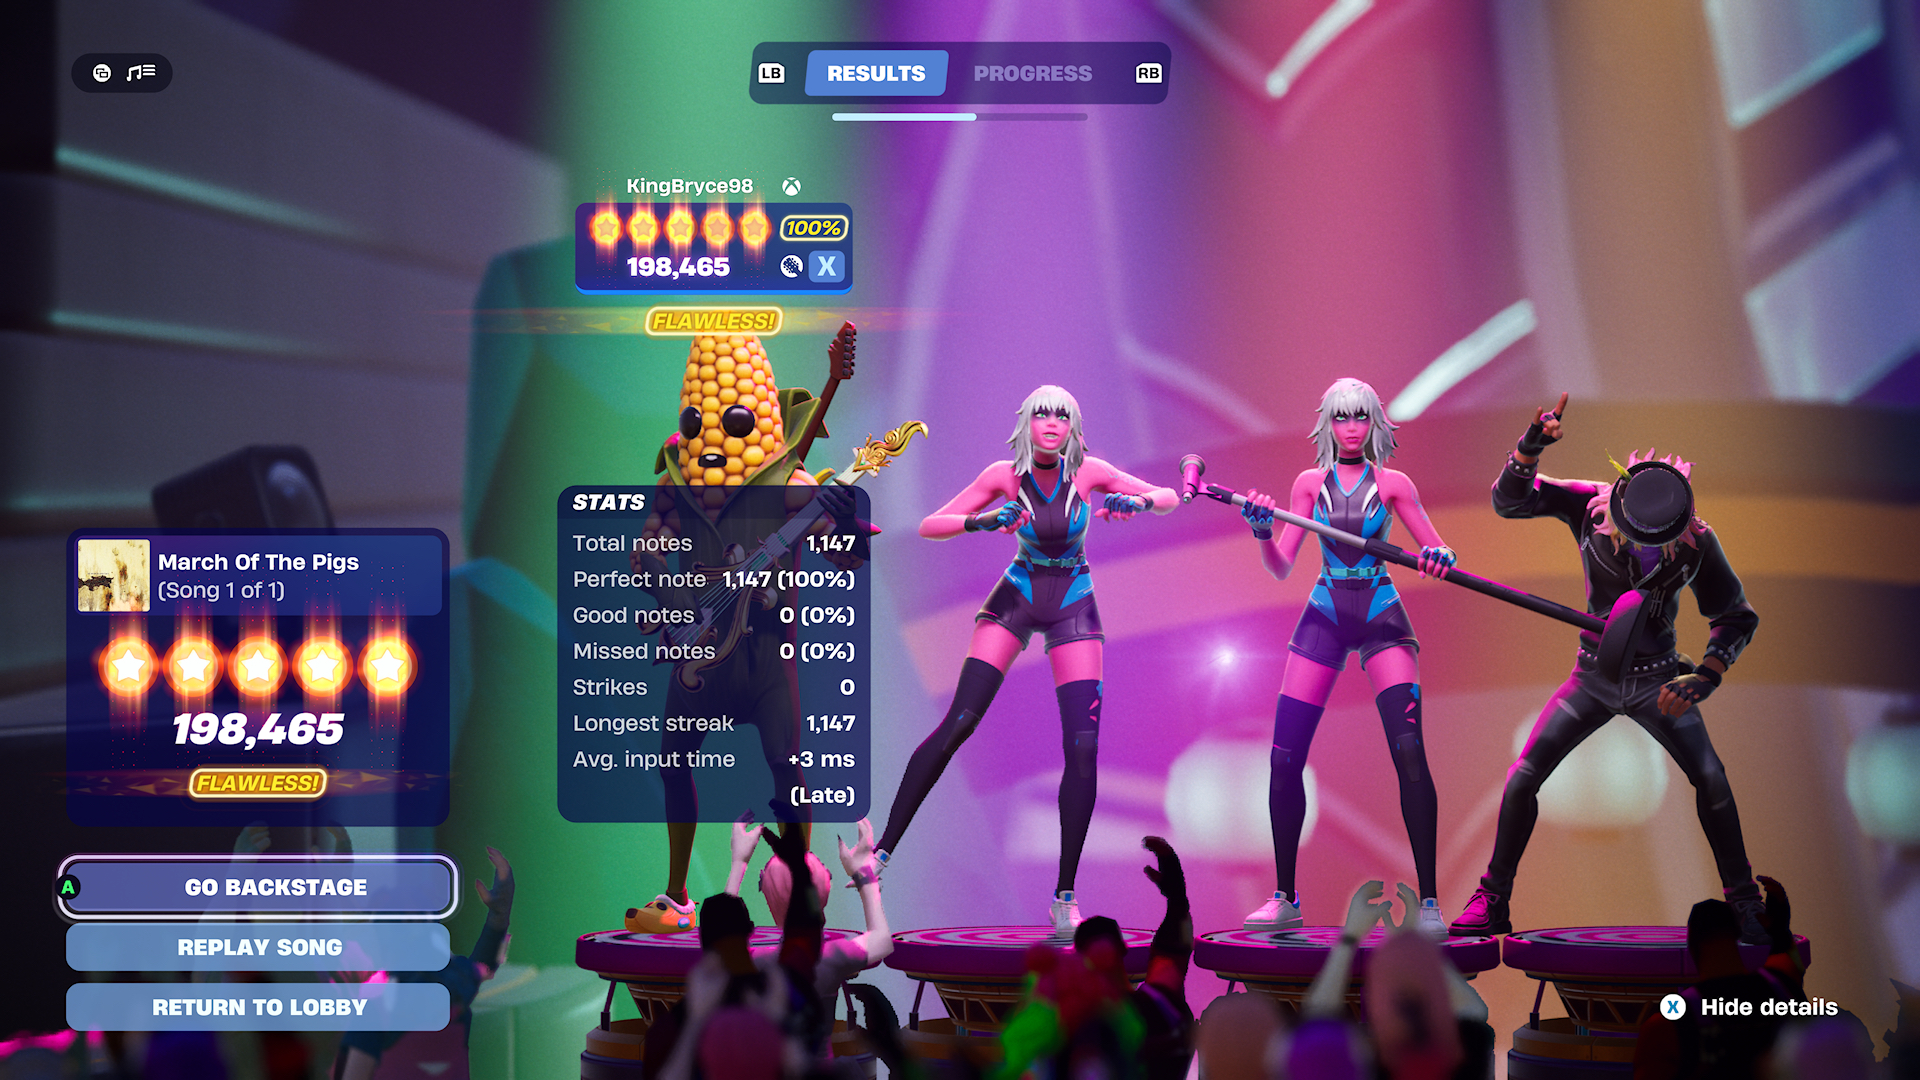 LB
RESULTS
PROGRESS
RB
KingBryce98
100%
198,465
X
FLAWLESS!
STATS
Total notes 1,147
Perfect note 1,147 (100%)
Good notes 0 (0%)
Missed notes 0 (0%)
Strikes 0
Longest streak 1,147
Avg. input time +3 ms
(Late)
March Of The Pigs
(Song 1 of 1)
198,465
FLAWLESS!
A GO BACKSTAGE
REPLAY SONG
RETURN TO LOBBY
X Hide details